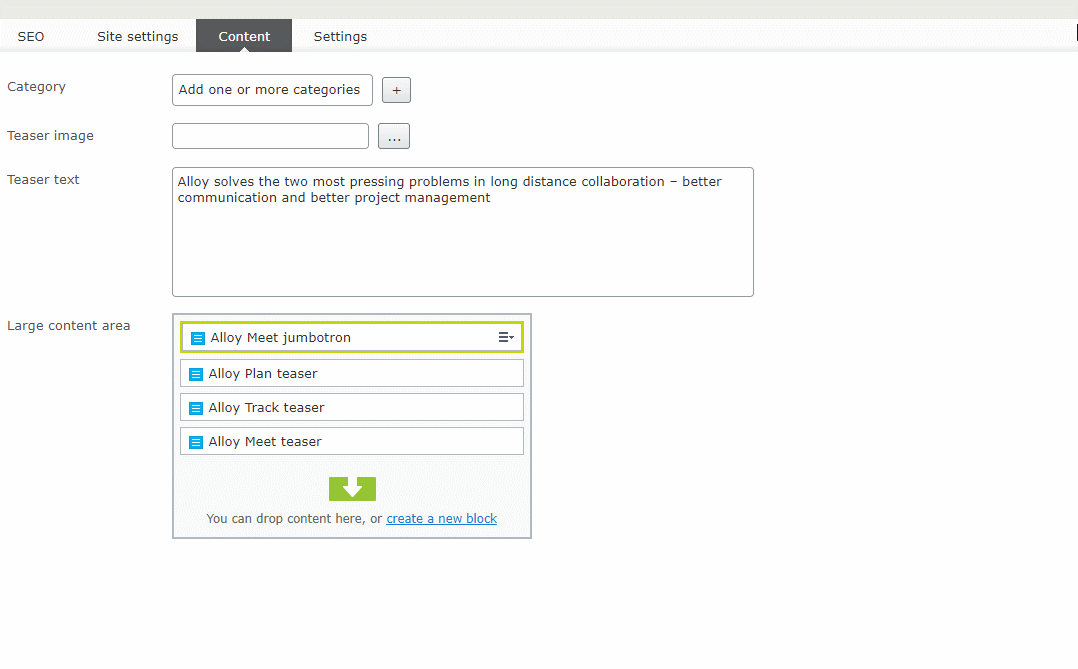 SEO Site settings Content Settings
Category
Add one or more categories +
Teaser image
...
Teaser text
Alloy solves the two most pressing problems in long distance collaboration – better
communication and better project management
Large content area
Alloy Meet jumbotron
Alloy Plan teaser
Alloy Track teaser
Alloy Meet teaser
You can drop content here, or create a new block